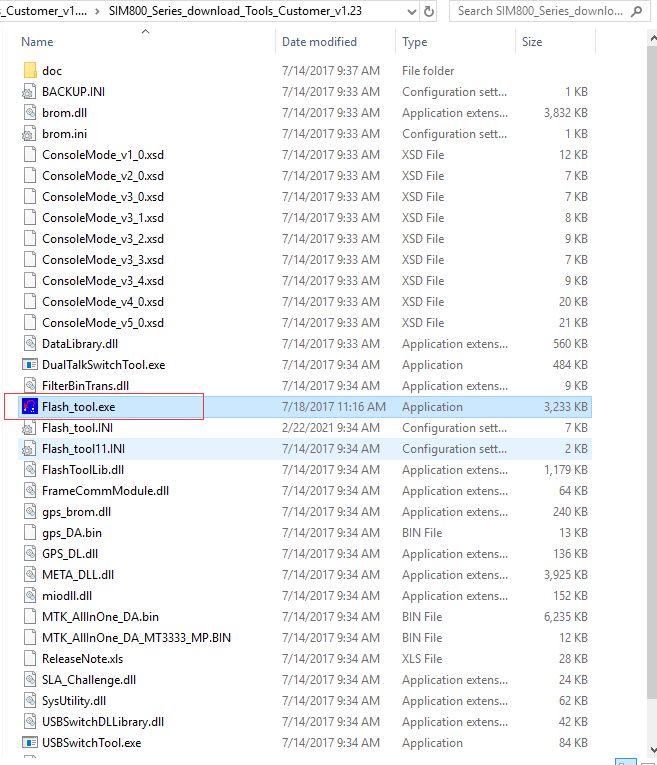 s_Customer_v1.... SIM800_Series_download_Tools_Customer_v1.23 Search SIM800_Series_downlo...
Name Date modified Type Size
doc 7/14/2017 9:37 AM File folder
BACKUP.INI 7/14/2017 9:33 AM Configuration sett... 1 KB
brom.dll 7/14/2017 9:33 AM Application extens... 3,832 KB
brom.ini 7/14/2017 9:33 AM Configuration sett... 1 KB
ConsoleMode_v1_0.xsd 7/14/2017 9:33 AM XSD File 12 KB
ConsoleMode_v2_0.xsd 7/14/2017 9:33 AM XSD File 7 KB
ConsoleMode_v3_0.xsd 7/14/2017 9:33 AM XSD File 7 KB
ConsoleMode_v3_1.xsd 7/14/2017 9:33 AM XSD File 8 KB
ConsoleMode_v3_2.xsd 7/14/2017 9:33 AM XSD File 9 KB
ConsoleMode_v3_3.xsd 7/14/2017 9:33 AM XSD File 7 KB
ConsoleMode_v3_4.xsd 7/14/2017 9:33 AM XSD File 9 KB
ConsoleMode_v4_0.xsd 7/14/2017 9:33 AM XSD File 20 KB
ConsoleMode_v5_0.xsd 7/14/2017 9:33 AM XSD File 21 KB
DataLibrary.dll 7/14/2017 9:33 AM Application extens... 560 KB
DualTalkSwitchTool.exe 7/14/2017 9:33 AM Application 484 KB
FilterBinTrans.dll 7/14/2017 9:33 AM Application extens... 9 KB
Flash_tool.exe 7/18/2017 11:16 AM Application 3,233 KB
Flash_tool.INI 2/22/2021 9:34 AM Configuration sett... 7 KB
Flash_tool11.INI 7/14/2017 9:34 AM Configuration sett... 2 KB
FlashToolLib.dll 7/14/2017 9:34 AM Application extens... 1,179 KB
FrameCommModule.dll 7/14/2017 9:34 AM Application extens... 64 KB
gps_brom.dll 7/14/2017 9:34 AM Application extens... 240 KB
gps_DA.bin 7/14/2017 9:34 AM BIN File 13 KB
GPS_DL.dll 7/14/2017 9:34 AM Application extens... 136 KB
META_DLL.dll 7/14/2017 9:34 AM Application extens... 3,925 KB
miodll.dll 7/14/2017 9:34 AM Application extens... 152 KB
MTK_AllInOne_DA.bin 7/14/2017 9:34 AM BIN File 6,235 KB
MTK_AllInOne_DA_MT3333_MP.BIN 7/14/2017 9:34 AM BIN File 12 KB
ReleaseNote.xls 7/14/2017 9:34 AM XLS File 28 KB
SLA_Challenge.dll 7/14/2017 9:34 AM Application extens... 24 KB
SysUtility.dll 7/14/2017 9:34 AM Application extens... 62 KB
USBSwitchDLLibrary.dll 7/14/2017 9:34 AM Application extens... 42 KB
USBSwitchTool.exe 7/14/2017 9:34 AM Application 84 KB